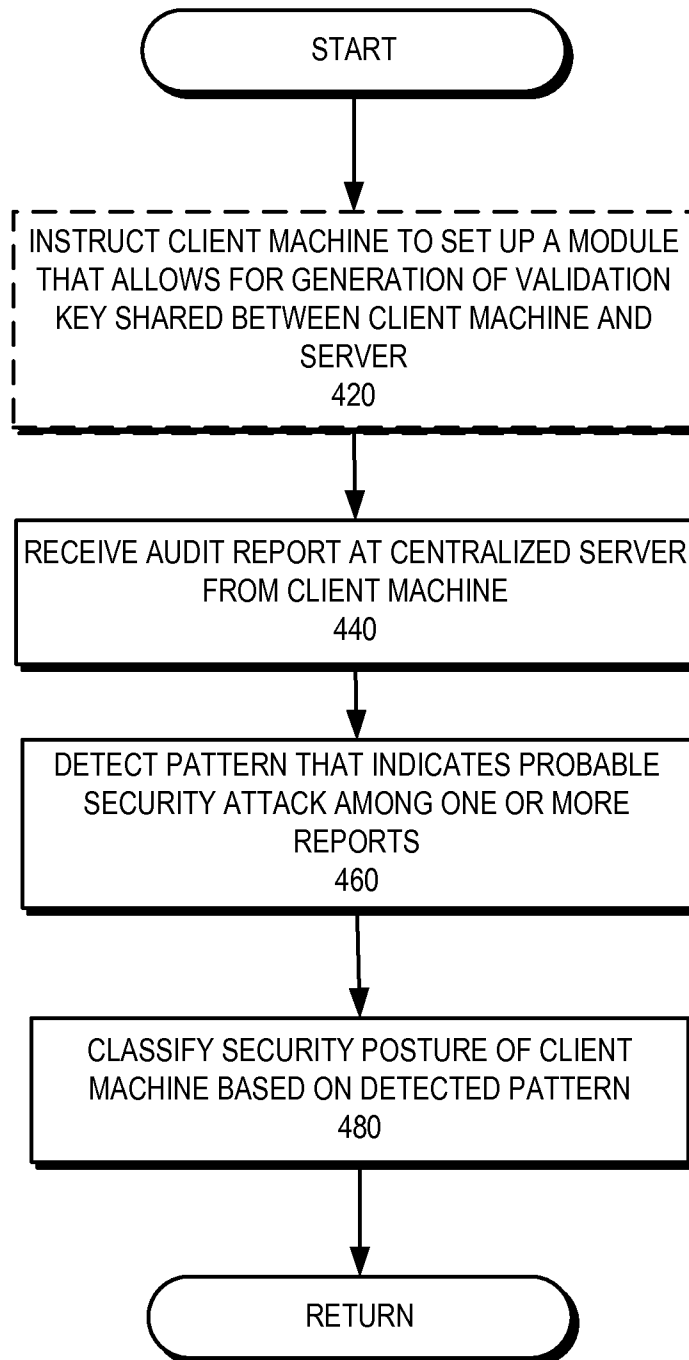 START
INSTRUCT CLIENT MACHINE TO SET UP A MODULE
THAT ALLOWS FOR GENERATION OF VALIDATION
KEY SHARED BETWEEN CLIENT MACHINE AND
SERVER
420
RECEIVE AUDIT REPORT AT CENTRALIZED SERVER
FROM CLIENT MACHINE
440
DETECT PATTERN THAT INDICATES PROBABLE
SECURITY ATTACK AMONG ONE OR MORE
REPORTS
460
CLASSIFY SECURITY POSTURE OF CLIENT
MACHINE BASED ON DETECTED PATTERN
480
RETURN